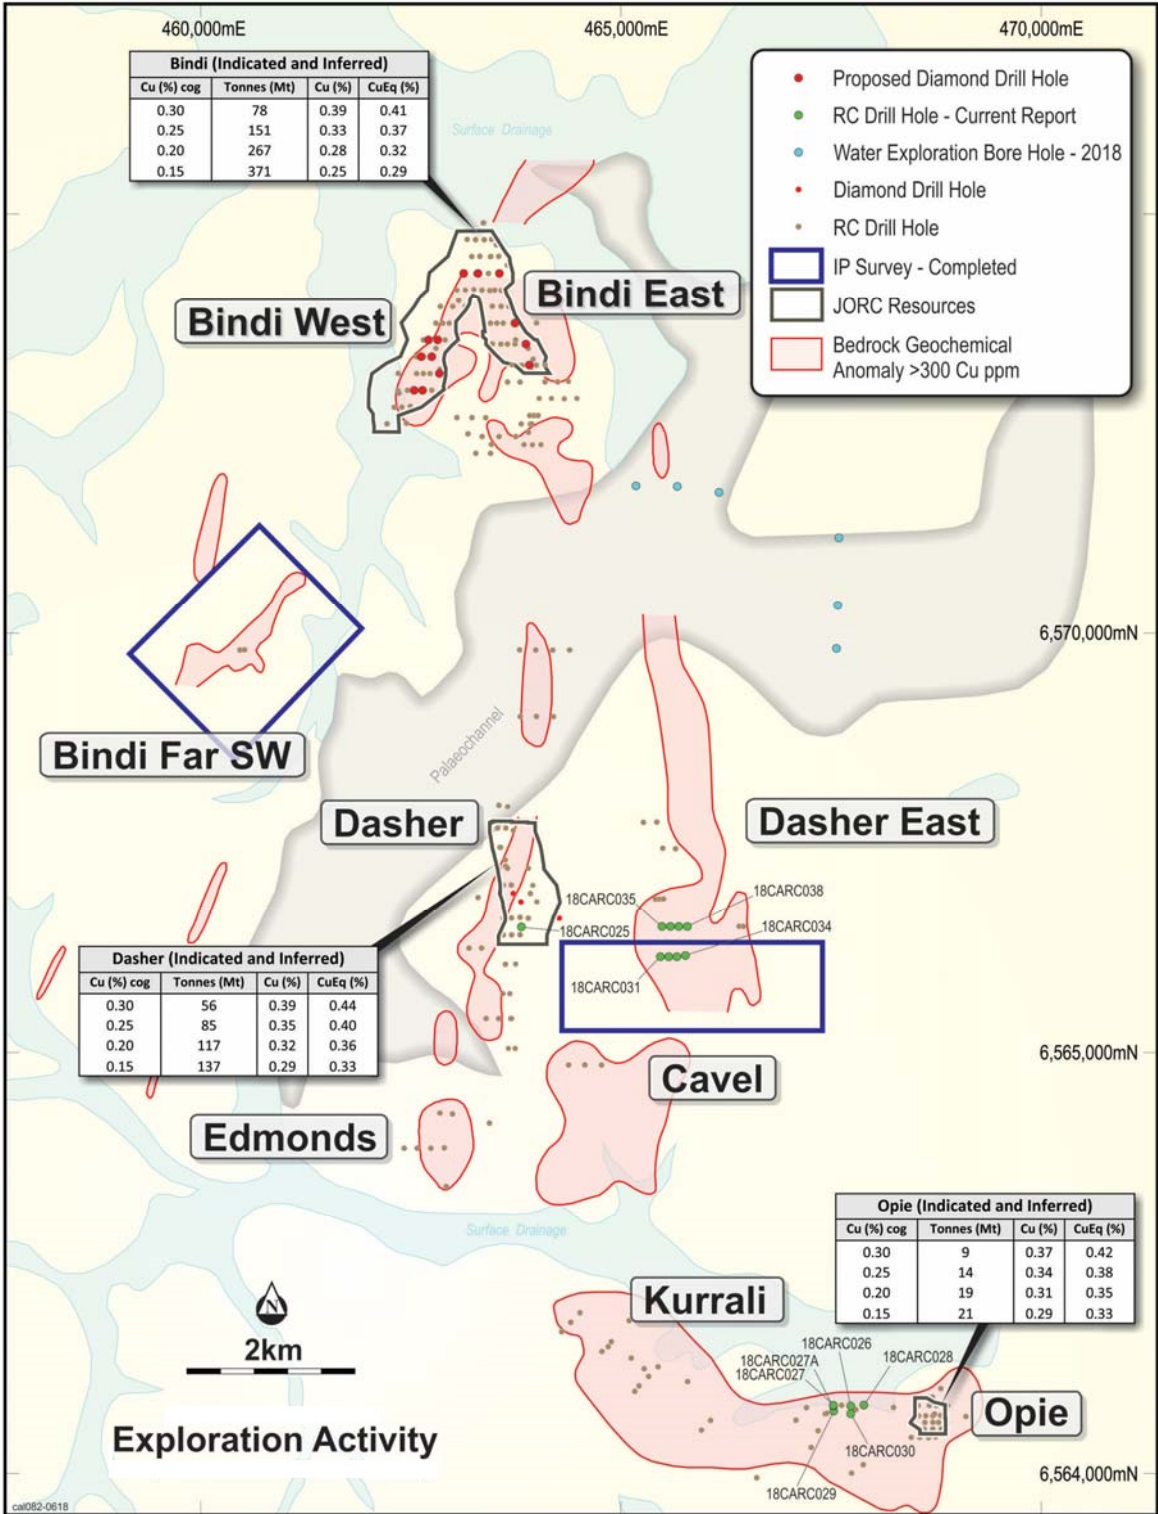 460,000mE 465,000mE 470,000mE
Bindi (Indicated and Inferred)
Cu (%) cog Tonnes (Mt) Cu (%) CuEq (%)
0.30 78 0.39 0.41
0.25 151 0.33 0.37
0.20 267 0.28 0.32
0.15 371 0.25 0.29
Proposed Diamond Drill Hole
RC Drill Hole - Current Report
Water Exploration Bore Hole - 2018
Diamond Drill Hole
RC Drill Hole
IP Survey - Completed
JORC Resources
Bedrock Geochemical
Anomaly >300 Cu ppm
Surface Drainage
Bindi West
Bindi East
6,570,000mN
Bindi Far SW
Palaeochannel
Dasher
Dasher East
18CARC035
18CARC038
18CARC025
18CARC034
18CARC031
Dasher (Indicated and Inferred)
Cu (%) cog Tonnes (Mt) Cu (%) CuEq (%)
0.30 56 0.39 0.44
0.25 85 0.35 0.40
0.20 117 0.32 0.36
0.15 137 0.29 0.33
6,565,000mN
Cavel
Edmonds
Surface Drainage
Opie (Indicated and Inferred)
Cu (%) cog Tonnes (Mt) Cu (%) CuEq (%)
0.30 9 0.37 0.42
0.25 14 0.34 0.38
0.20 19 0.31 0.35
0.15 21 0.29 0.33
Kurrali
N
2km
18CARC026
18CARC027A
18CARC028
18CARC027
Opie
Exploration Activity
18CARC030
18CARC029
6,564,000mN
cal082-0618